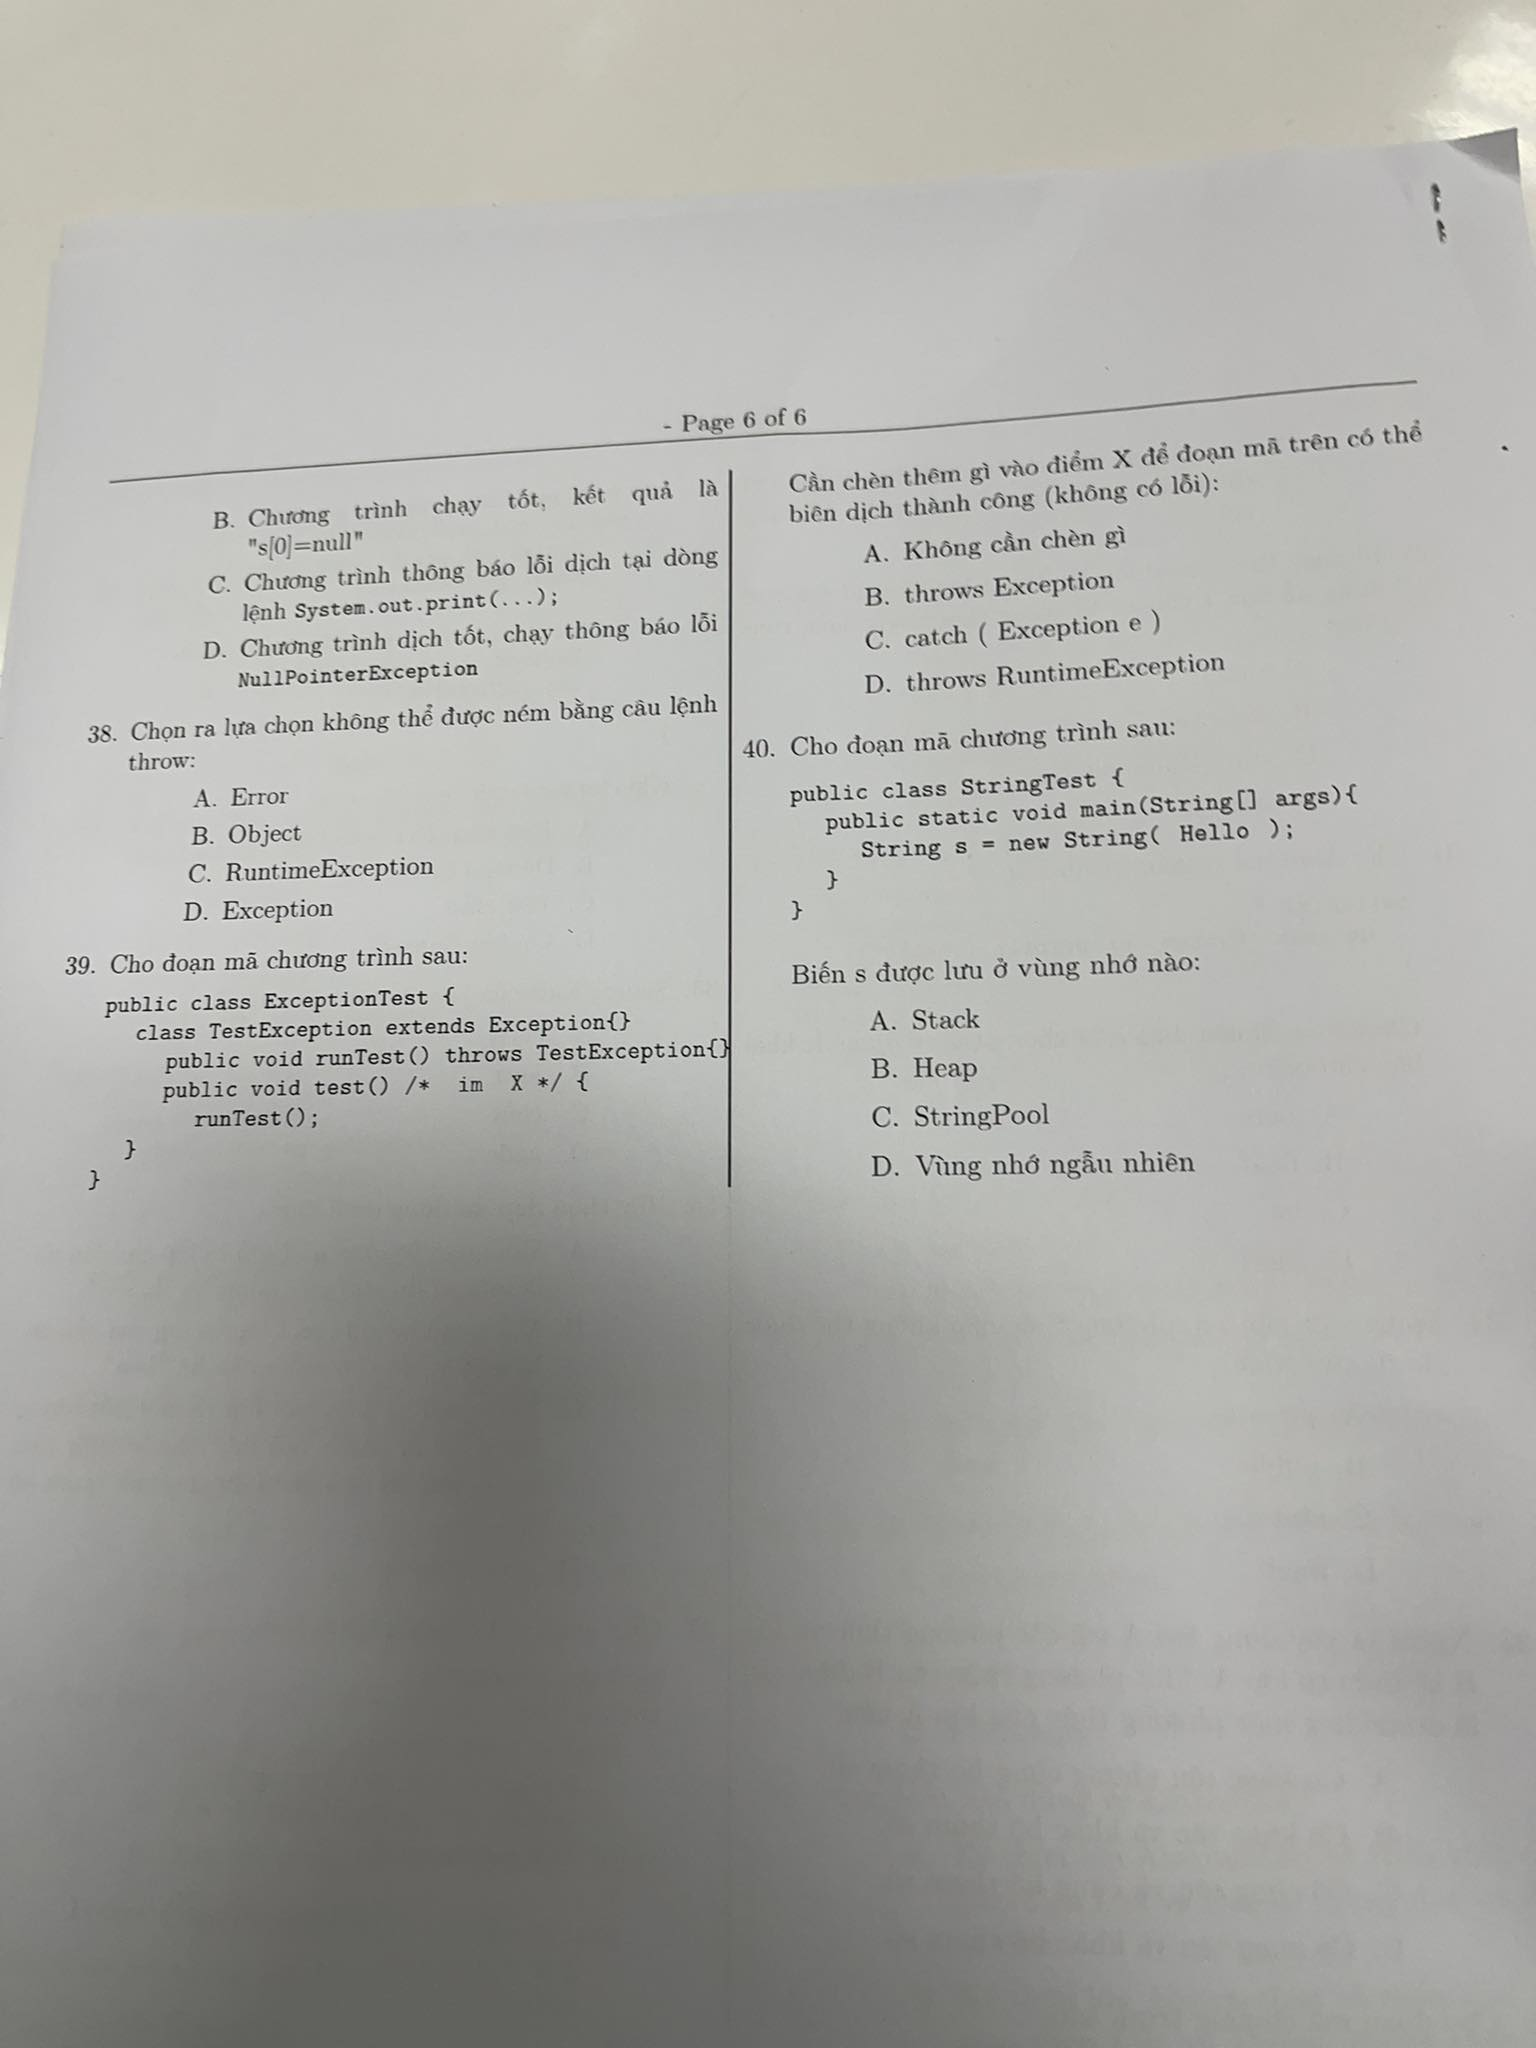 - Page 6 of 6
B. Chương trình chạy tốt, kết quả là
"s[0]=null"
C. Chương trình thông báo lỗi dịch tại dòng
lệnh System.out.print(...);
D. Chương trình dịch tốt, chạy thông báo lỗi
NullPointerException
38. Chọn ra lựa chọn không thể được ném bằng câu lệnh
throw:
A. Error
B. Object
C. RuntimeException
D. Exception
39. Cho đoạn mã chương trình sau:
public class ExceptionTest {
class TestException extends Exception{}
public void runTest() throws TestException{}
public void test() /* im X */ {
runTest();
}
}
Cần chèn thêm gì vào điểm X để đoạn mã trên có thể
biên dịch thành công (không có lỗi):
A. Không cần chèn gì
B. throws Exception
C. catch ( Exception e )
D. throws RuntimeException
40. Cho đoạn mã chương trình sau:
public class StringTest {
public static void main(String[] args){
String s = new String( Hello );
}
}
Biến s được lưu ở vùng nhớ nào:
A. Stack
B. Heap
C. StringPool
D. Vùng nhớ ngẫu nhiên